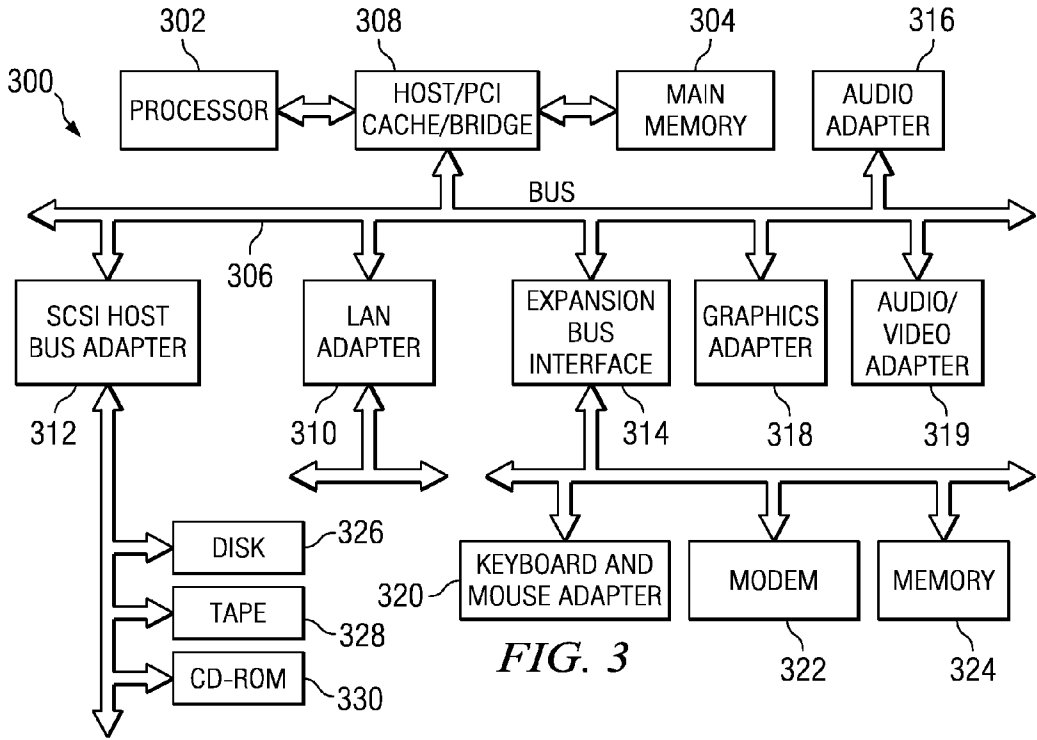 302
308
304
316
300
PROCESSOR
HOST/PCI
CACHE/BRIDGE
MAIN
MEMORY
AUDIO
ADAPTER
BUS
306
SCSI HOST
BUS ADAPTER
LAN
ADAPTER
EXPANSION
BUS
INTERFACE
GRAPHICS
ADAPTER
AUDIO/
VIDEO
ADAPTER
312
310
314
318
319
DISK
326
TAPE
328
CD-ROM
330
320
KEYBOARD AND
MOUSE ADAPTER
MODEM
MEMORY
322
324
FIG. 3